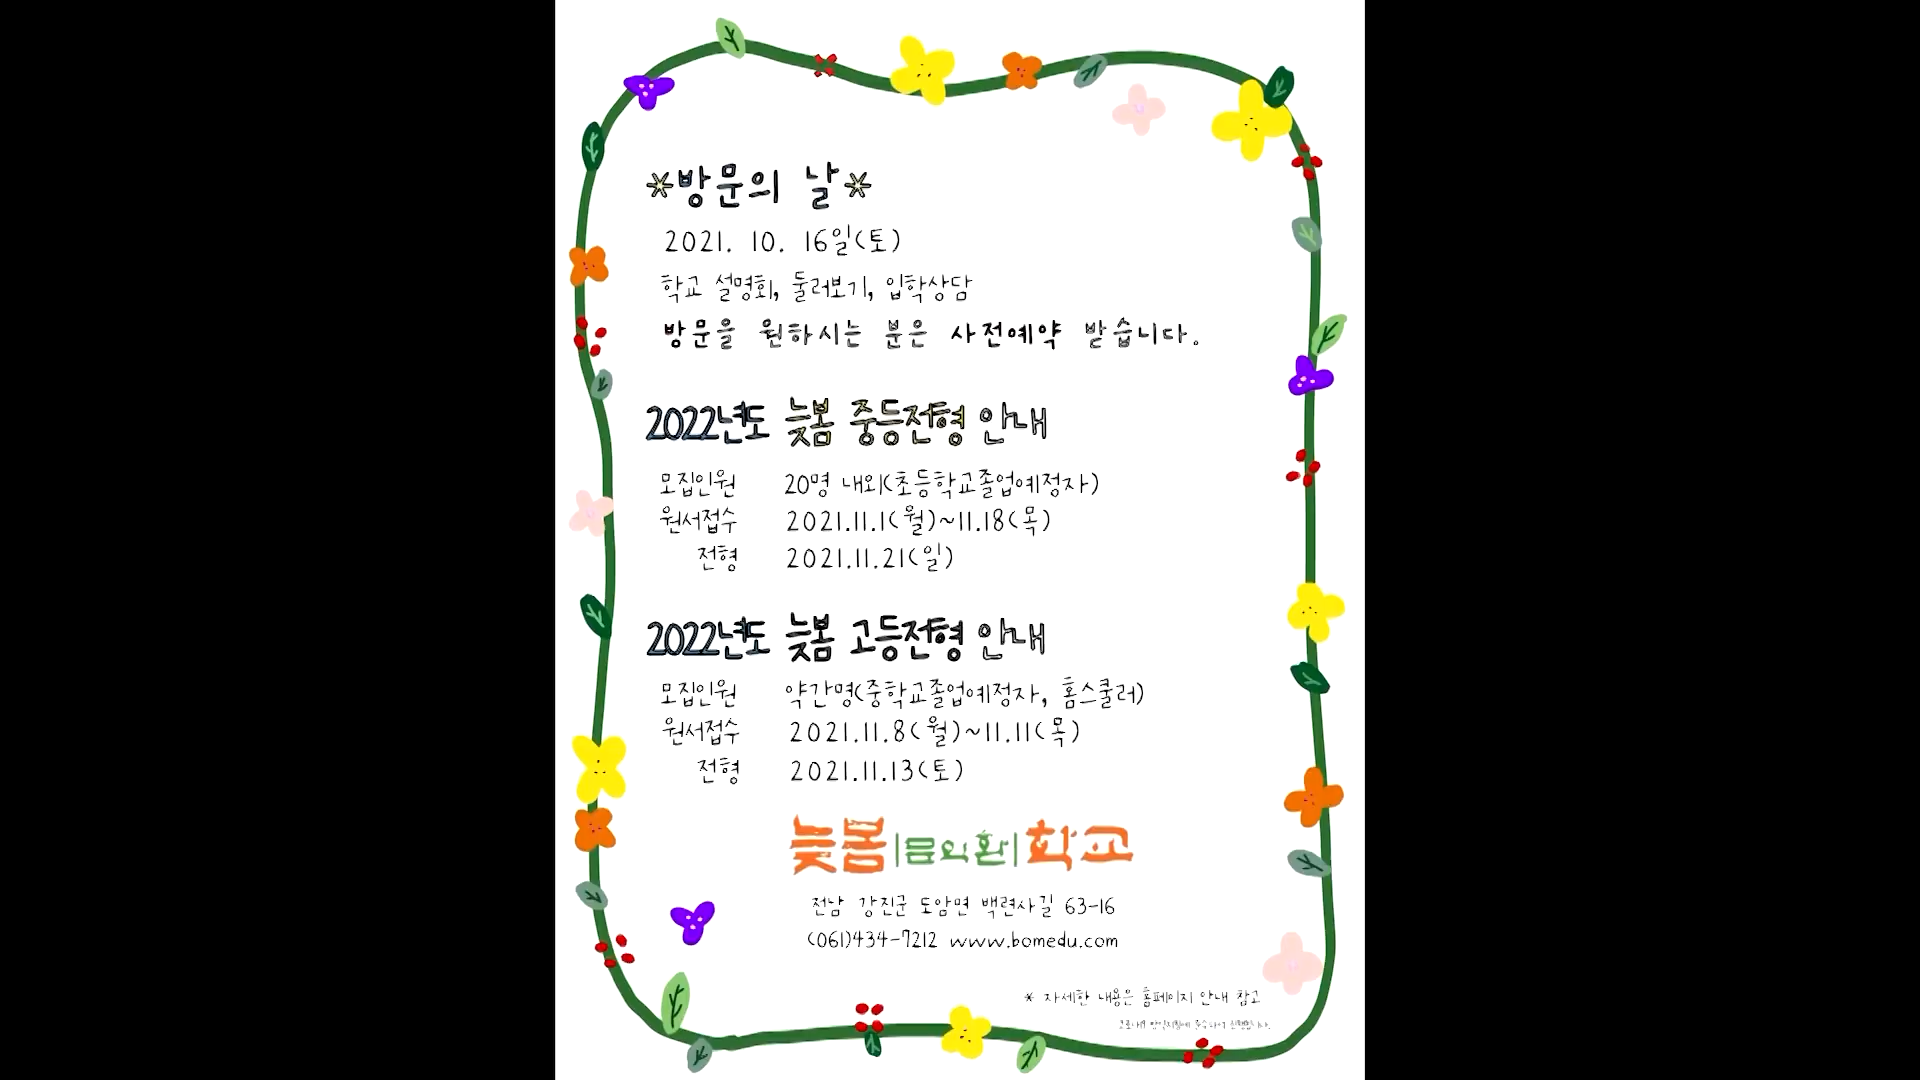 *방문의 날*
2021. 10. 16일(토)
학교 설명회, 둘러보기, 입학상담
방문을 원하시는 분은 사전예약 받습니다.
2022년도 늦봄 중등전형 안내
모집인원 20명 내외(초등학교졸업예정자)
원서접수 2021.11.1(월)~11.18(목)
전형 2021.11.21(일)
2022년도 늦봄 고등전형 안내
모집인원 약간명(중학교졸업예정자, 홈스쿨러)
원서접수 2021.11.8(월)~11.11(목)
전형 2021.11.13(토)
늦봄|문익환|학교
전남 강진군 도암면 백련사길 63-16
(061)434-7212 www.bomedu.com
* 자세한 내용은 홈페이지 안내 참고